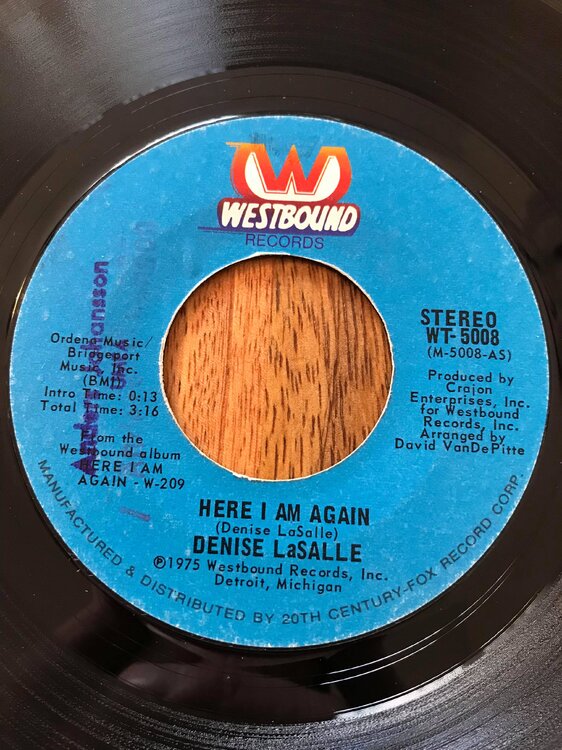 W
WESTBOUND
RECORDS
Ordena Music/
Bridgeport
Music, Inc.
(BMI)
Intro Time: 0:13
Total Time: 3:16
From the
Westbound album
HERE I AM
AGAIN - W-209
STEREO
WT-5008
(M-5008-AS)
Produced by
Crajon
Enterprises, Inc.
for Westbound
Records, Inc.
Arranged by
David VanDePitte
HERE I AM AGAIN
(Denise LaSalle)
DENISE LaSALLE
℗1975 Westbound Records, Inc.
Detroit, Michigan
MANUFACTURED & DISTRIBUTED BY 20TH CENTURY-FOX RECORD CORP.